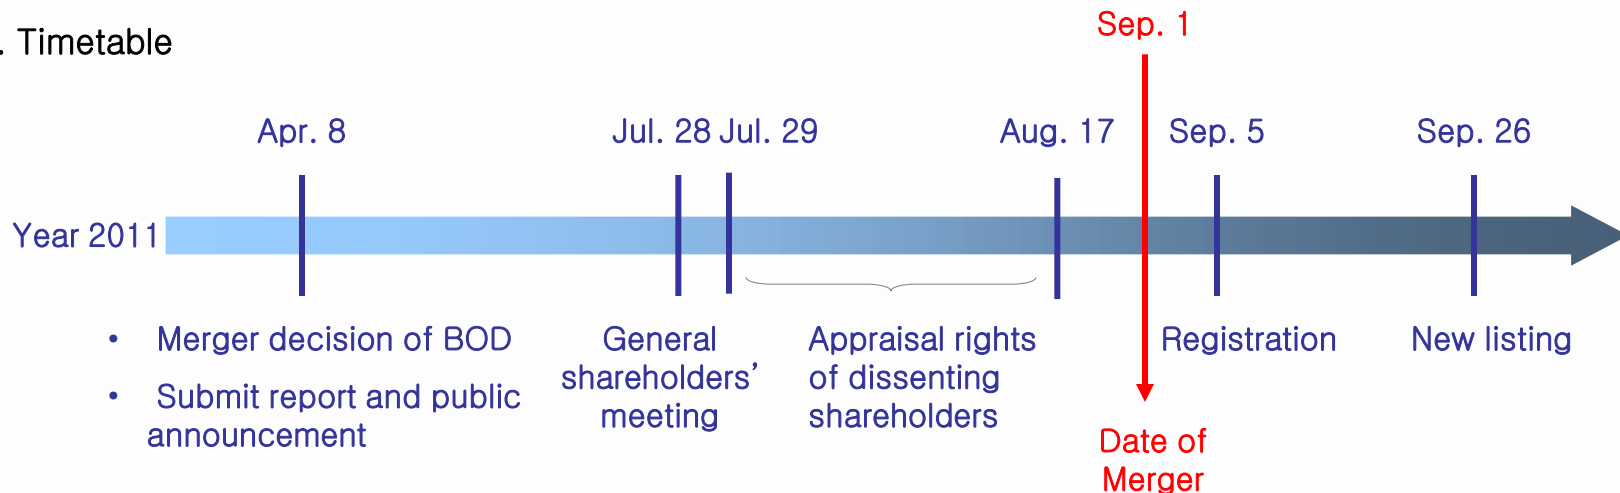 . Timetable
Sep. 1
Apr. 8
Jul. 28
Jul. 29
Aug. 17
Sep. 5
Sep. 26
Year 2011
• Merger decision of BOD
• Submit report and public
announcement
General
shareholders’
meeting
Appraisal rights
of dissenting
shareholders
Registration
New listing
Date of
Merger